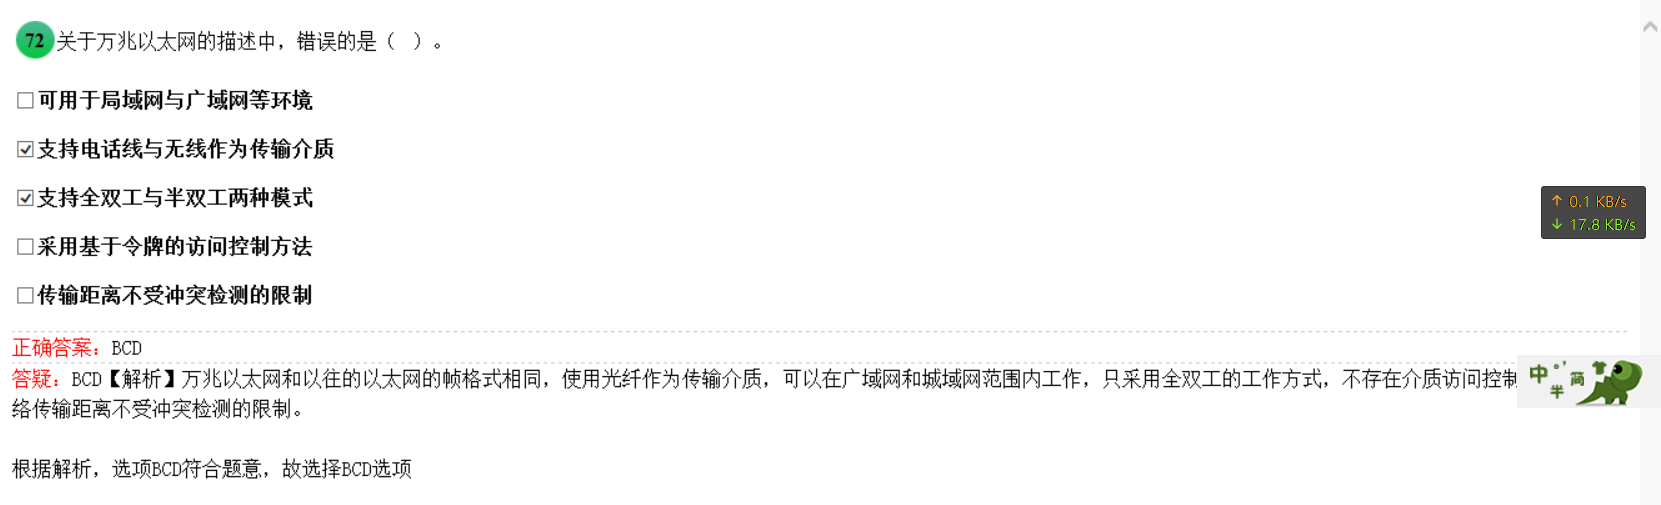 72 关于万兆以太网的描述中，错误的是（ ）。
可用于局域网与广域网等环境
支持电话线与无线作为传输介质
支持全双工与半双工两种模式
↑ 0.1 KB/s
↓ 17.8 KB/s
采用基于令牌的访问控制方法
传输距离不受冲突检测的限制
正确答案：BCD
答疑：BCD【解析】万兆以太网和以往的以太网的帧格式相同，使用光纤作为传输介质，可以在广域网和城域网范围内工作，只采用全双工的工作方式，不存在介质访问控制
中 半 简
络传输距离不受冲突检测的限制。
根据解析，选项BCD符合题意，故选择BCD选项